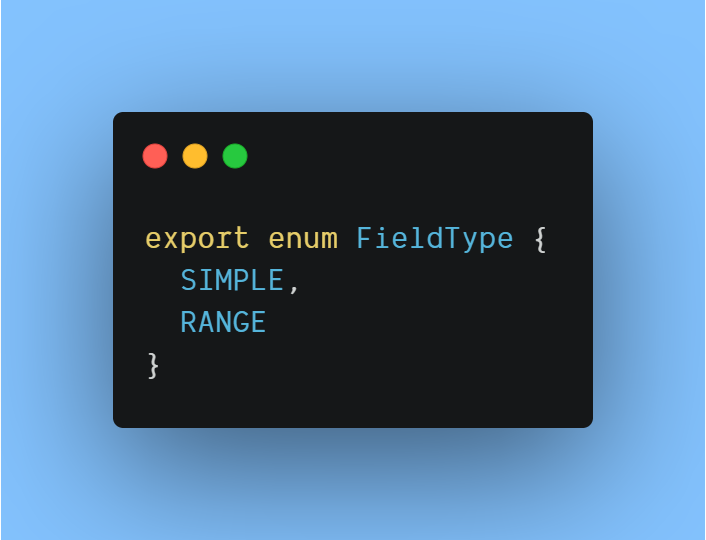 export enum FieldType {
  SIMPLE,
  RANGE
}